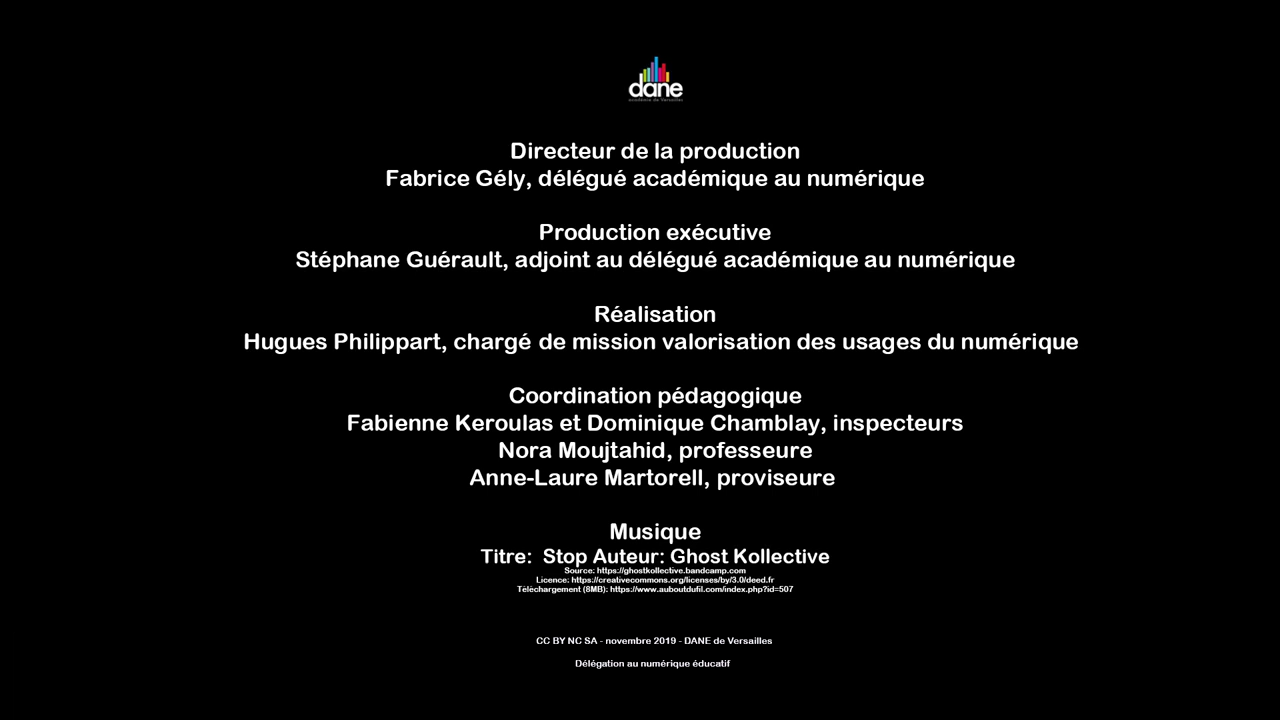 dane
académie de Versailles
Directeur de la production
Fabrice Gély, délégué académique au numérique
Production exécutive
Stéphane Guérault, adjoint au délégué académique au numérique
Réalisation
Hugues Philippart, chargé de mission valorisation des usages du numérique
Coordination pédagogique
Fabienne Keroulas et Dominique Chamblay, inspecteurs
Nora Moujtahid, professeure
Anne-Laure Martorell, proviseure
Musique
Titre:  Stop Auteur: Ghost Kollective
Source: https://ghostkollective.bandcamp.com
Licence: https://creativecommons.org/licenses/by/3.0/deed.fr
Téléchargement (8MB): https://www.auboutdufil.com/index.php?id=507
CC BY NC SA - novembre 2019 - DANE de Versailles
Délégation au numérique éducatif